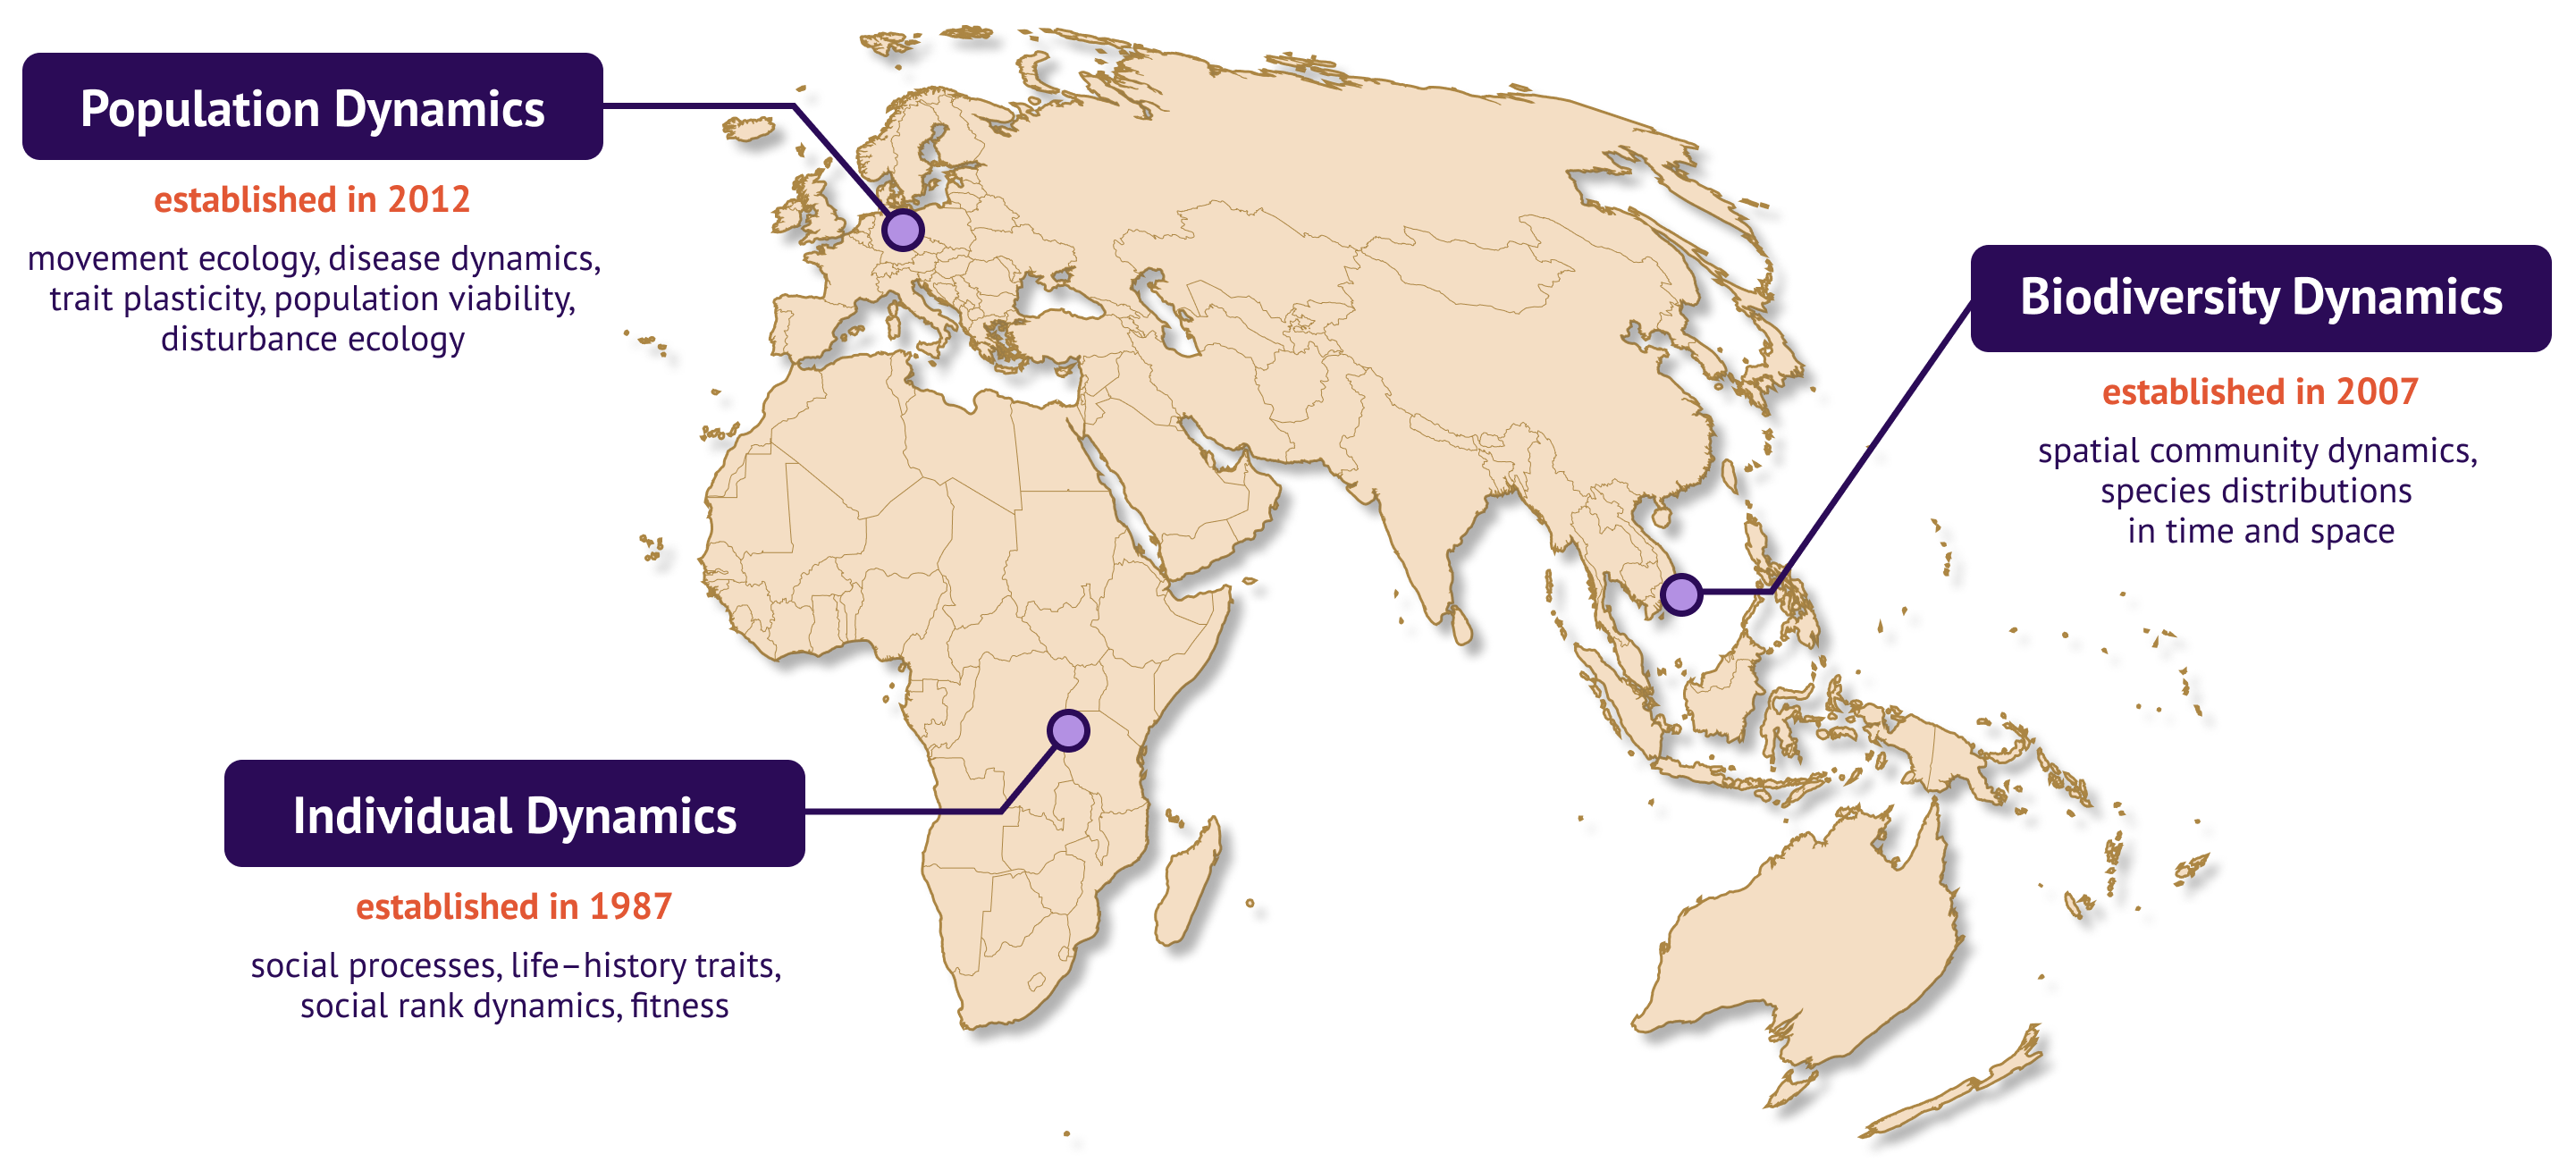 Population Dynamics
established in 2012
movement ecology, disease dynamics,
trait plasticity, population viability,
disturbance ecology
Biodiversity Dynamics
established in 2007
spatial community dynamics,
species distributions
in time and space
Individual Dynamics
established in 1987
social processes, life–history traits,
social rank dynamics, fitness